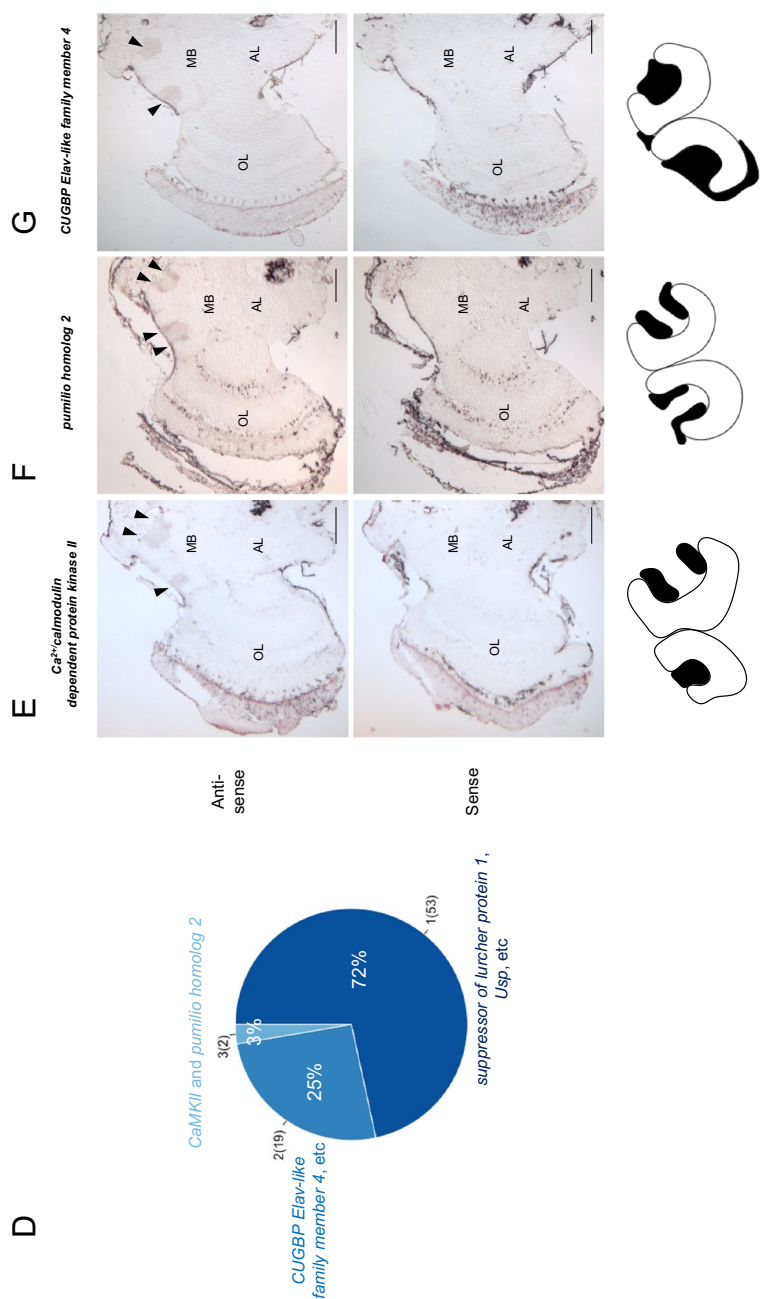 D
CaMKII and pumilio homolog 2
3(2)
3%
2(19)
25%
72%
1(53)
CUGBP Elav-like
family member 4, etc
suppressor of lurcher protein 1,
Usp, etc
Anti-
sense
Sense
E
Ca²⁺/calmodulin
dependent protein kinase II
OL
MB
AL
OL
MB
AL
F
pumilio homolog 2
OL
MB
AL
OL
MB
AL
G
CUGBP Elav-like family member 4
OL
MB
AL
OL
MB
AL